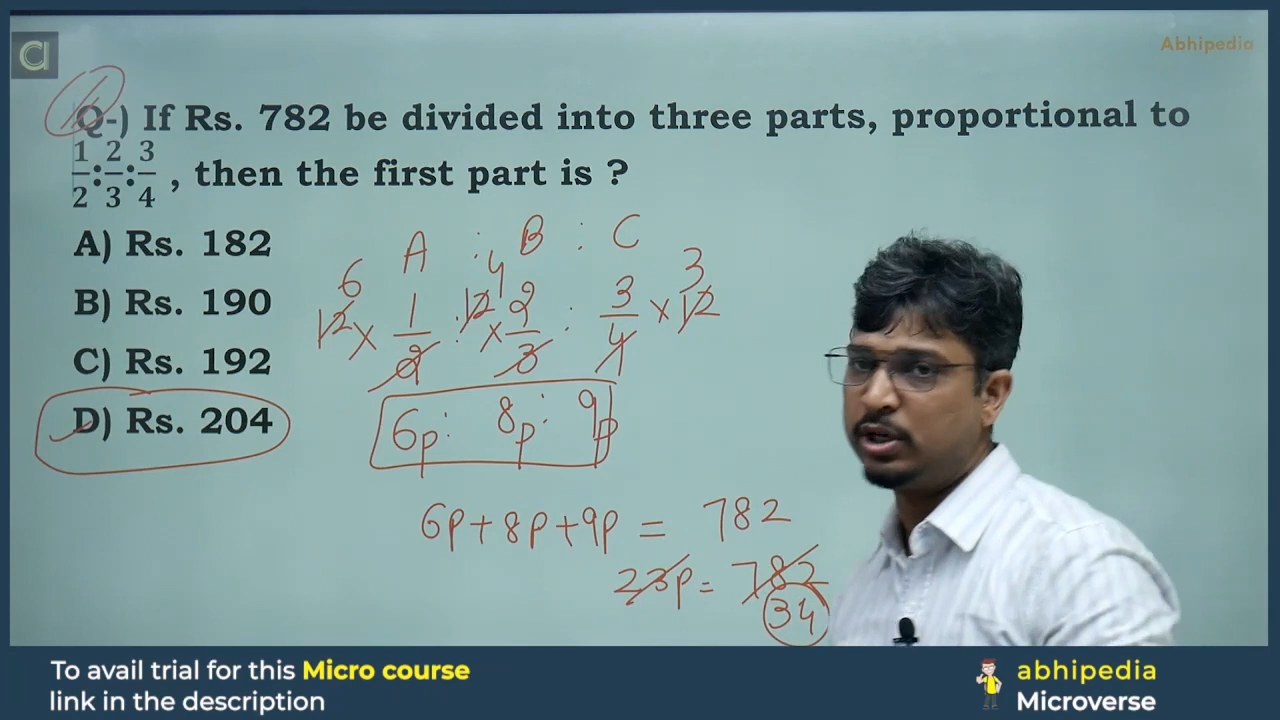 a
Abhipedia
Q-) If Rs. 782 be divided into three parts, proportional to
1/2 : 2/3 : 3/4 , then the first part is ?
A) Rs. 182
B) Rs. 190
C) Rs. 192
D) Rs. 204
A : B : C
6 4 3
12 × 1/2 : 12 × 2/3 : 3/4 × 12
6p : 8p : 9p
6p + 8p + 9p = 782
23p = 782
34
To avail trial for this Micro course
link in the description
abhipedia
Microverse